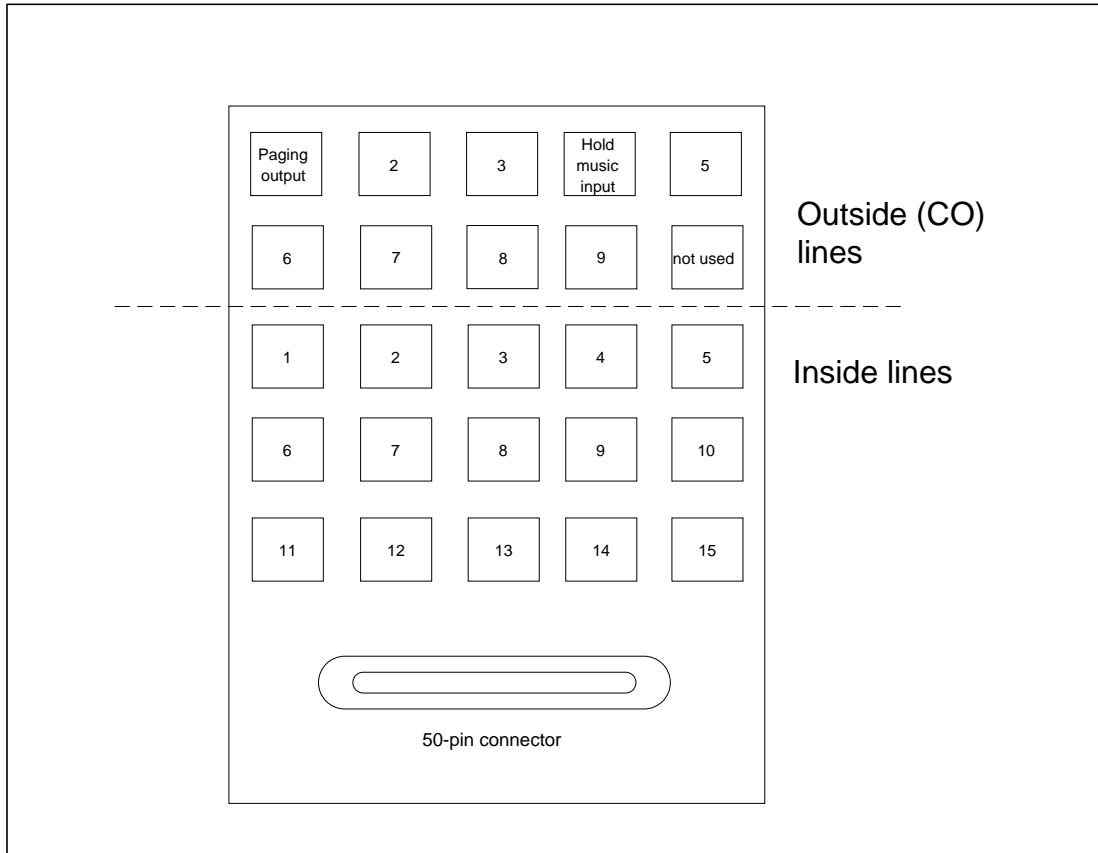 Paging
output
2
3
Hold
music
input
5
Outside (CO)
lines
6
7
8
9
not used
1
2
3
4
5
Inside lines
6
7
8
9
10
11
12
13
14
15
50-pin connector